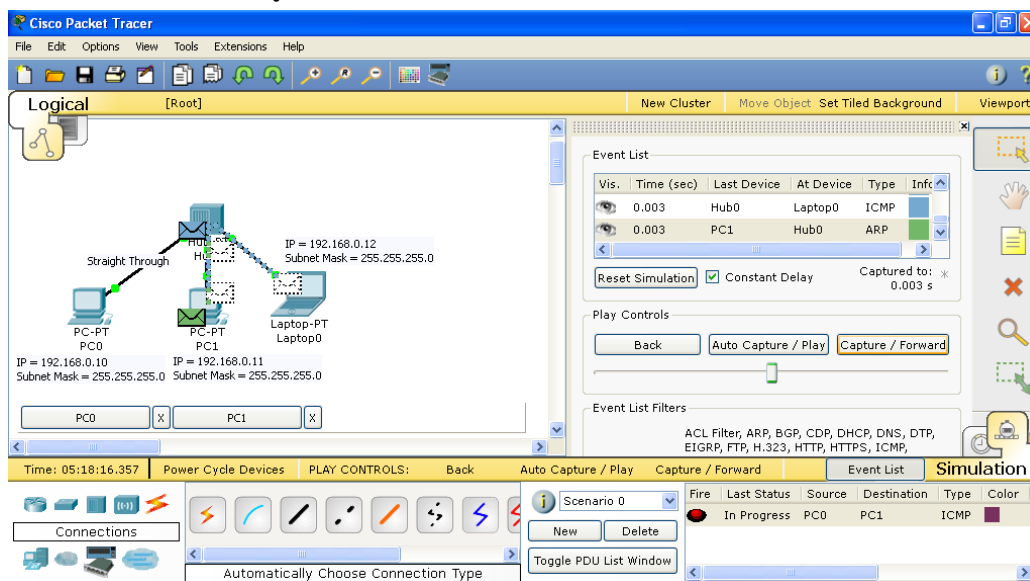 Cisco Packet Tracer
File Edit Options View Tools Extensions Help
Logical [Root] New Cluster Move Object Set Tiled Background Viewport
Event List
Vis. Time (sec) Last Device At Device Type Info
0.003 Hub0 Laptop0 ICMP
0.003 PC1 Hub0 ARP
Reset Simulation Constant Delay Captured to: *
0.003 s
Play Controls
Back Auto Capture / Play Capture / Forward
Event List Filters
ACL Filter, ARP, BGP, CDP, DHCP, DNS, DTP,
EIGRP, FTP, H.323, HTTP, HTTPS, ICMP,
Straight Through
IP = 192.168.0.12
Subnet Mask = 255.255.255.0
PC-PT
PC0
IP = 192.168.0.10
Subnet Mask = 255.255.255.0
PC-PT
PC1
IP = 192.168.0.11
Subnet Mask = 255.255.255.0
Laptop-PT
Laptop0
PC0 X PC1 X
Time: 05:18:16.357 Power Cycle Devices PLAY CONTROLS: Back Auto Capture / Play Capture / Forward Event List Simulation
Connections
Automatically Choose Connection Type
Scenario 0
New Delete
Toggle PDU List Window
Fire Last Status Source Destination Type Color
In Progress PC0 PC1 ICMP